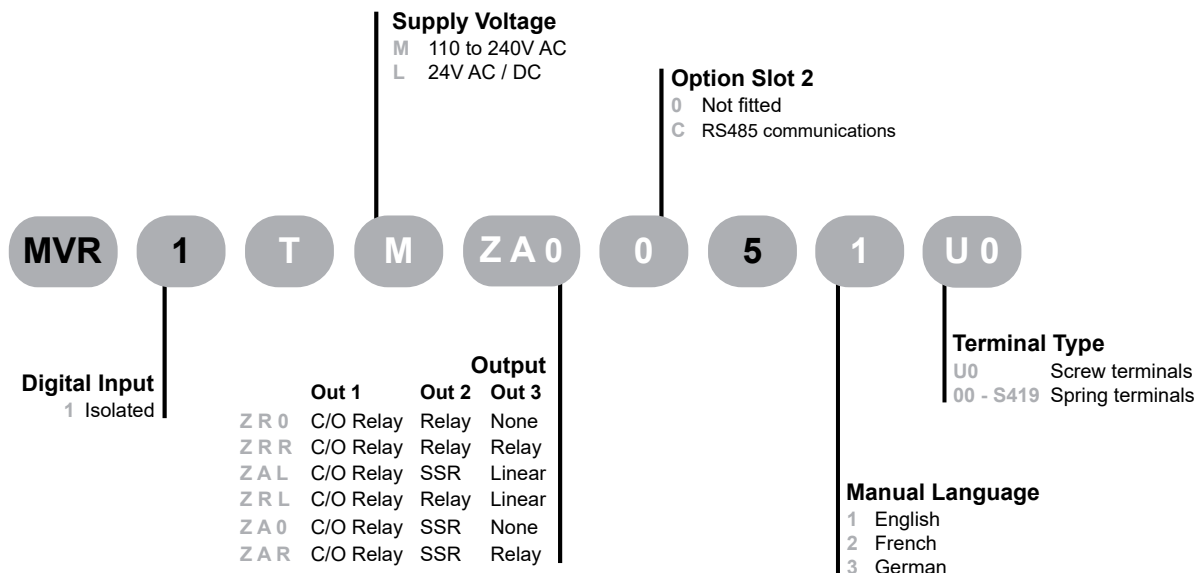 Supply Voltage
M 110 to 240V AC
L 24V AC / DC
Option Slot 2
0 Not fitted
C RS485 communications
MVR 1 T M Z A 0 0 5 1 U 0
Digital Input
1 Isolated
Output
Out 1 Out 2 Out 3
Z R 0 C/O Relay Relay None
Z R R C/O Relay Relay Relay
Z A L C/O Relay SSR Linear
Z R L C/O Relay Relay Linear
Z A 0 C/O Relay SSR None
Z A R C/O Relay SSR Relay
Terminal Type
U0 Screw terminals
00 - S419 Spring terminals
Manual Language
1 English
2 French
3 German